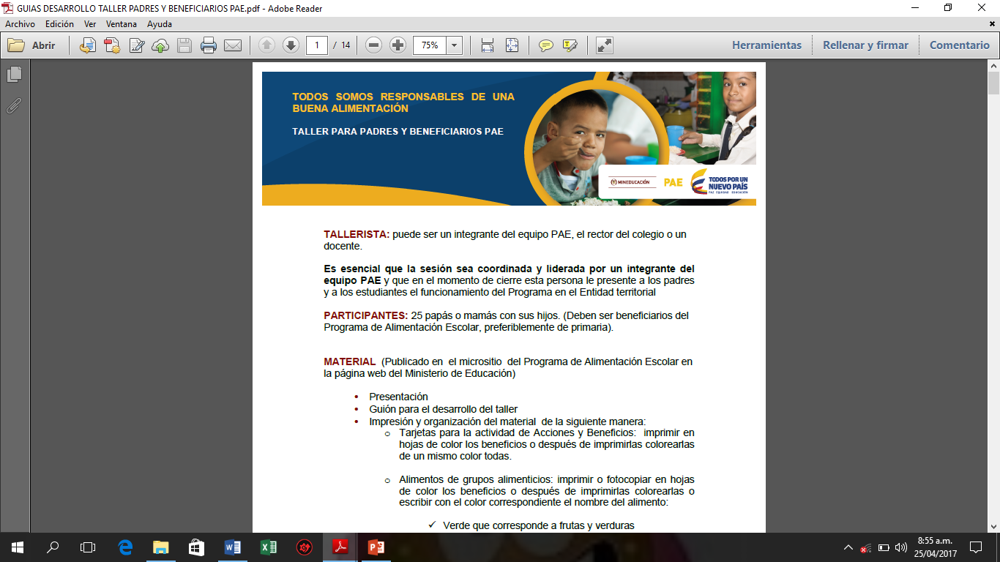 GUIAS DESARROLLO TALLER PADRES Y BENEFICIARIOS PAE.pdf - Adobe Reader
Archivo Edición Ver Ventana Ayuda
Abrir 1 / 14 75% Herramientas Rellenar y firmar Comentario
TODOS SOMOS RESPONSABLES DE UNA
BUENA ALIMENTACIÓN
TALLER PARA PADRES Y BENEFICIARIOS PAE
MINEDUCACIÓN PAE TODOS POR UN
NUEVO PAÍS
PAZ EQUIDAD EDUCACIÓN
TALLERISTA: puede ser un integrante del equipo PAE, el rector del colegio o un
docente.
Es esencial que la sesión sea coordinada y liderada por un integrante del
equipo PAE y que en el momento de cierre esta persona le presente a los padres
y a los estudiantes el funcionamiento del Programa en el Entidad territorial
PARTICIPANTES: 25 papás o mamás con sus hijos. (Deben ser beneficiarios del
Programa de Alimentación Escolar, preferiblemente de primaria).
MATERIAL (Publicado en el micrositio del Programa de Alimentación Escolar en
la página web del Ministerio de Educación)
• Presentación
• Guión para el desarrollo del taller
• Impresión y organización del material de la siguiente manera:
o Tarjetas para la actividad de Acciones y Beneficios: imprimir en
hojas de color los beneficios o después de imprimirlas colorearlas
de un mismo color todas.
o Alimentos de grupos alimenticios: imprimir o fotocopiar en hojas
de color los beneficios o después de imprimirlas colorearlas o
escribir con el color correspondiente el nombre del alimento:
✓ Verde que corresponde a frutas y verduras
8:55 a.m.
25/04/2017